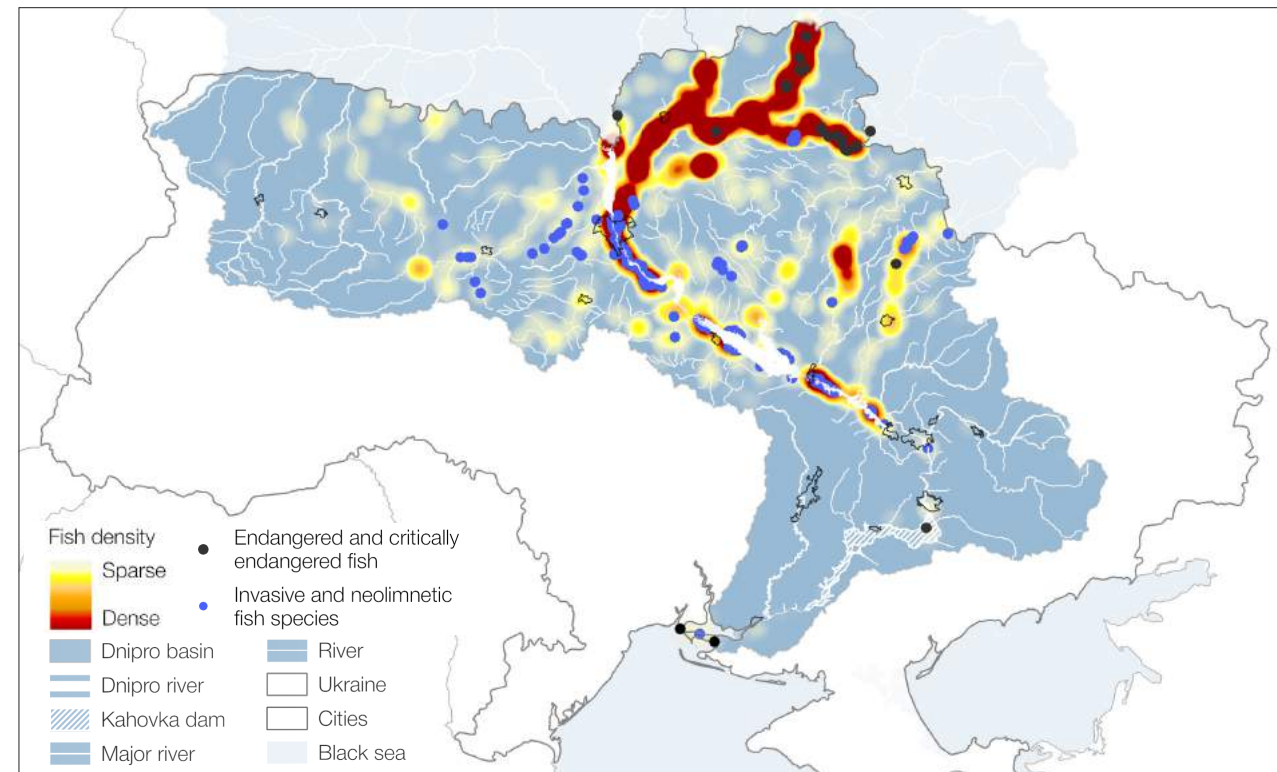 Fish density
Sparse
Dense
Endangered and critically
endangered fish
Invasive and neolimnetic
fish species
Dnipro basin
Dnipro river
Kahovka dam
Major river
River
Ukraine
Cities
Black sea